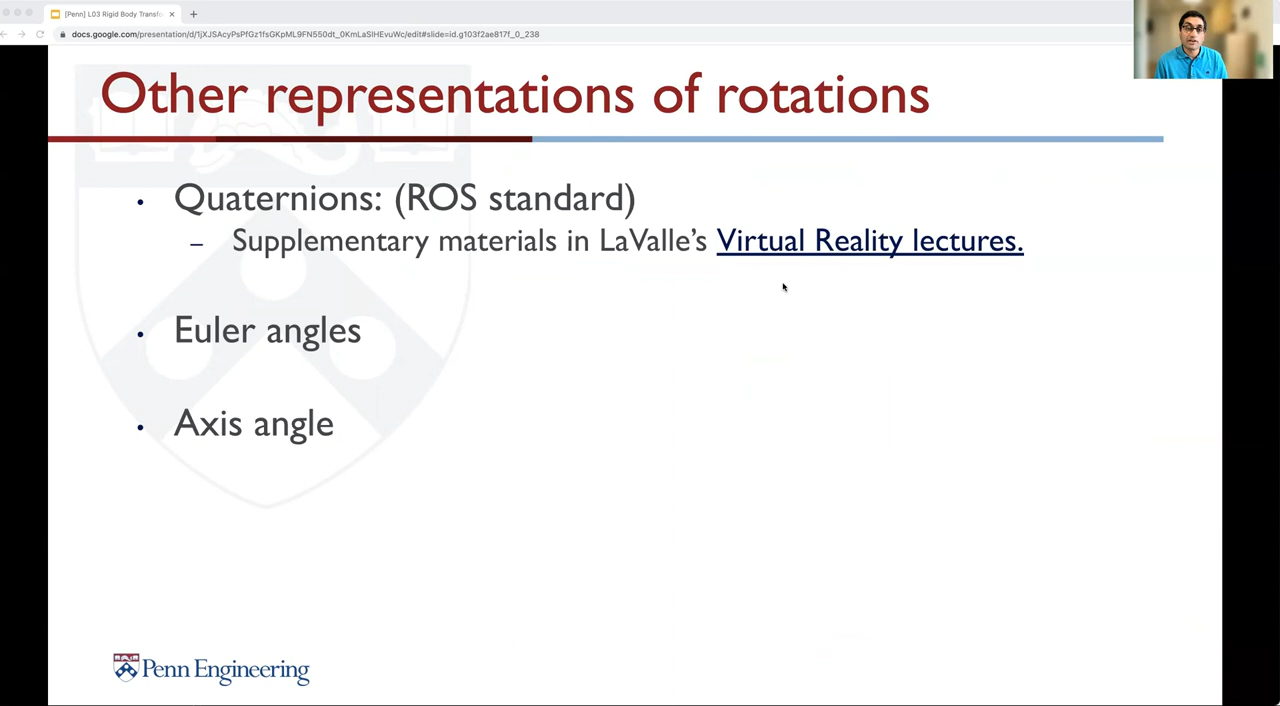 [Penn] L03 Rigid Body Transfo
docs.google.com/presentation/d/1jXJSAcyPsPfGz1fsGKpML9FN550dt_0KmLaSIHEvuWc/edit#slide=id.g103f2ae817f_0_238
Other representations of rotations
• Quaternions: (ROS standard)
– Supplementary materials in LaValle’s Virtual Reality lectures.
• Euler angles
• Axis angle
Penn Engineering